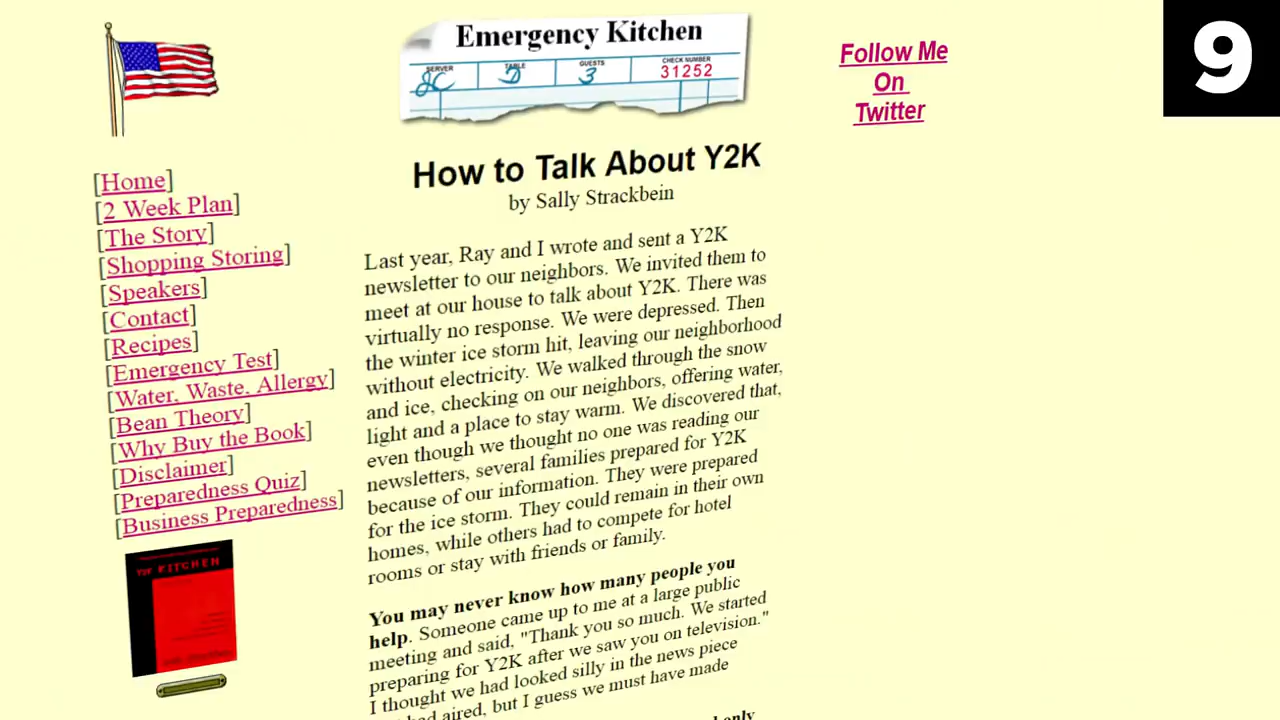 9
Emergency Kitchen
SERVER TABLE GUESTS CHECK NUMBER
D 3 31252
Follow Me
On
Twitter
How to Talk About Y2K
by Sally Strackbein
[Home]
[2 Week Plan]
[The Story]
[Shopping Storing]
[Speakers]
[Contact]
[Recipes]
[Emergency Test]
[Water, Waste, Allergy]
[Bean Theory]
[Why Buy the Book]
[Disclaimer]
[Preparedness Quiz]
[Business Preparedness]
Y2K KITCHEN
Last year, Ray and I wrote and sent a Y2K
newsletter to our neighbors. We invited them to
meet at our house to talk about Y2K. There was
virtually no response. We were depressed. Then
the winter ice storm hit, leaving our neighborhood
without electricity. We walked through the snow
and ice, checking on our neighbors, offering water,
light and a place to stay warm. We discovered that,
even though we thought no one was reading our
newsletters, several families prepared for Y2K
because of our information. They were prepared
for the ice storm. They could remain in their own
homes, while others had to compete for hotel
rooms or stay with friends or family.
You may never know how many people you
help. Someone came up to me at a large public
meeting and said, "Thank you so much. We started
preparing for Y2K after we saw you on television."
I thought we had looked silly in the news piece
had aired, but I guess we must have made
only